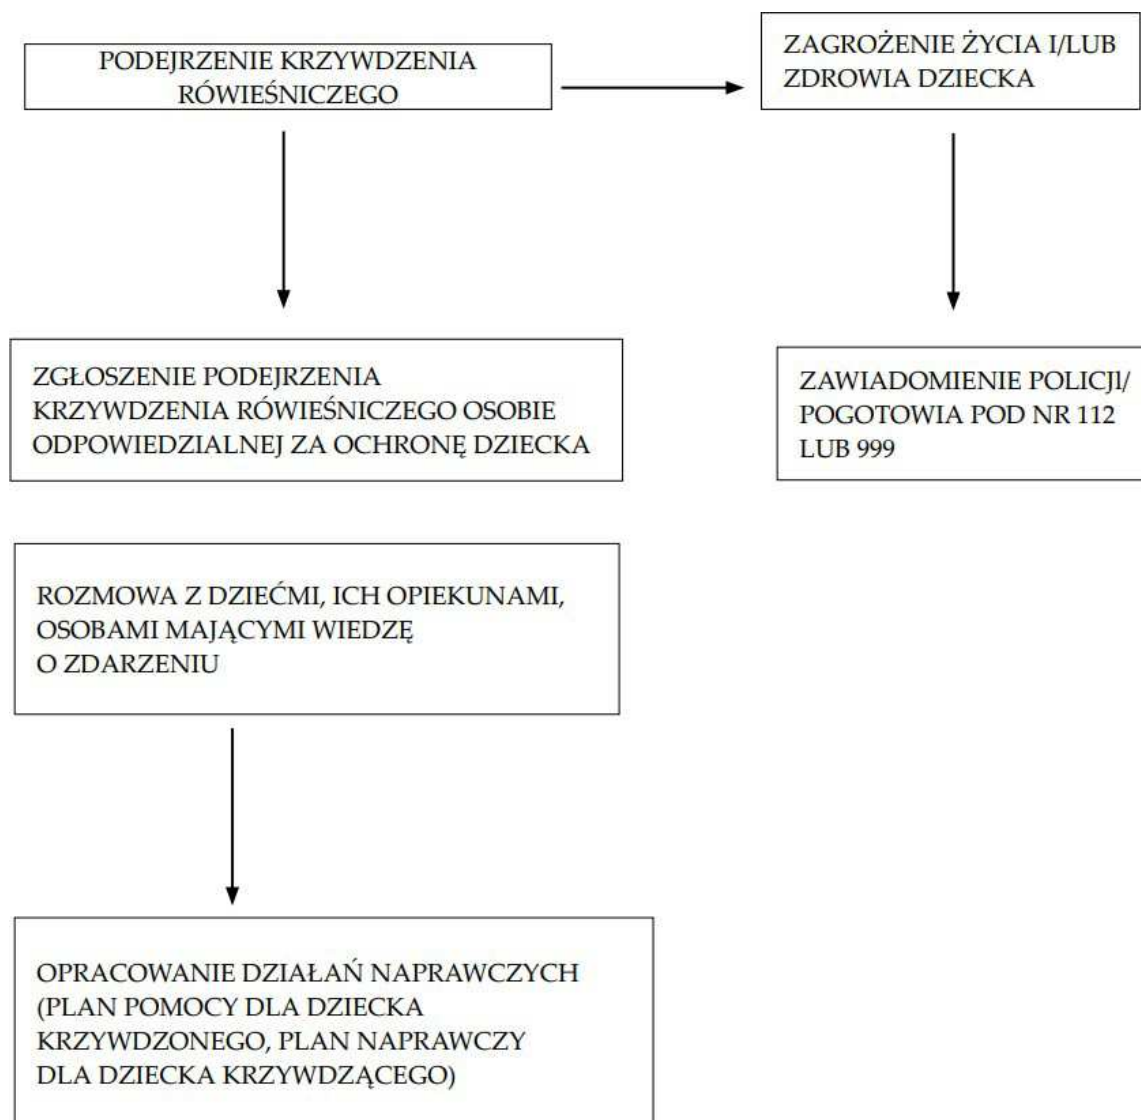 PODEJRZENIE KRZYWDZENIA
RÓWIEŚNICZEGO
ZAGROŻENIE ŻYCIA I/LUB
ZDROWIA DZIECKA
ZGŁOSZENIE PODEJRZENIA
KRZYWDZENIA RÓWIEŚNICZEGO OSOBIE
ODPOWIEDZIALNEJ ZA OCHRONĘ DZIECKA
ZAWIADOMIENIE POLICJl/
POGOTOWIA POD NR 112
LUB 999
ROZMOWA Z DZIEĆMI, ICH OPIEKUNAMI,
OSOBAMI MAJĄCYMI WIEDZĘ
O ZDARZENIU
OPRACOWANIE DZIAŁAŃ NAPRAWCZYCH
(PLAN POMOCY DLA DZIECKA
KRZYWDZONEGO, PLAN NAPRAWCZY
DLA DZIECKA KRZYWDZĄCEGO)